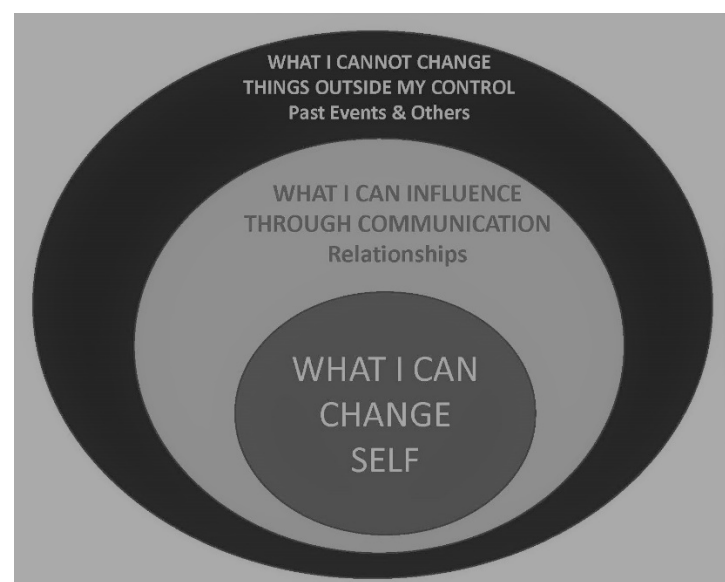 WHAT I CANNOT CHANGE
THINGS OUTSIDE MY CONTROL
Past Events & Others
WHAT I CAN INFLUENCE
THROUGH COMMUNICATION
Relationships
WHAT I CAN
CHANGE
SELF